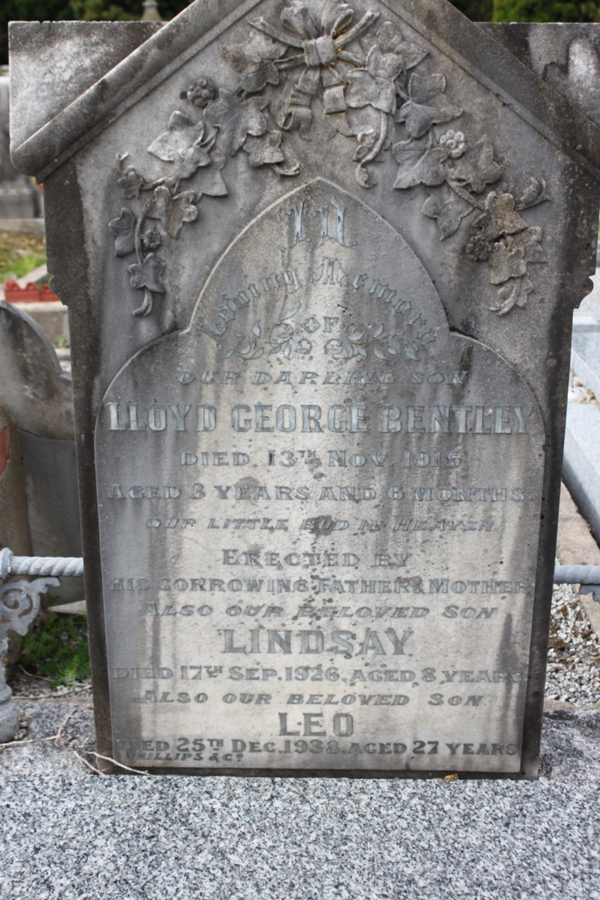 In
Loving Memory
OF
OUR DARLING SON
LLOYD GEORGE BENTLEY
DIED 13TH NOV. 1915
AGED 3 YEARS AND 6 MONTHS.
OUR LITTLE BUD IN HEAVEN.
ERECTED BY
HIS SORROWING FATHER & MOTHER
ALSO OUR BELOVED SON
LINDSAY
DIED 17TH SEP. 1926, AGED 8 YEARS
ALSO OUR BELOVED SON
LEO
DIED 25TH DEC. 1938. AGED 27 YEARS
PHILLIPS & CO